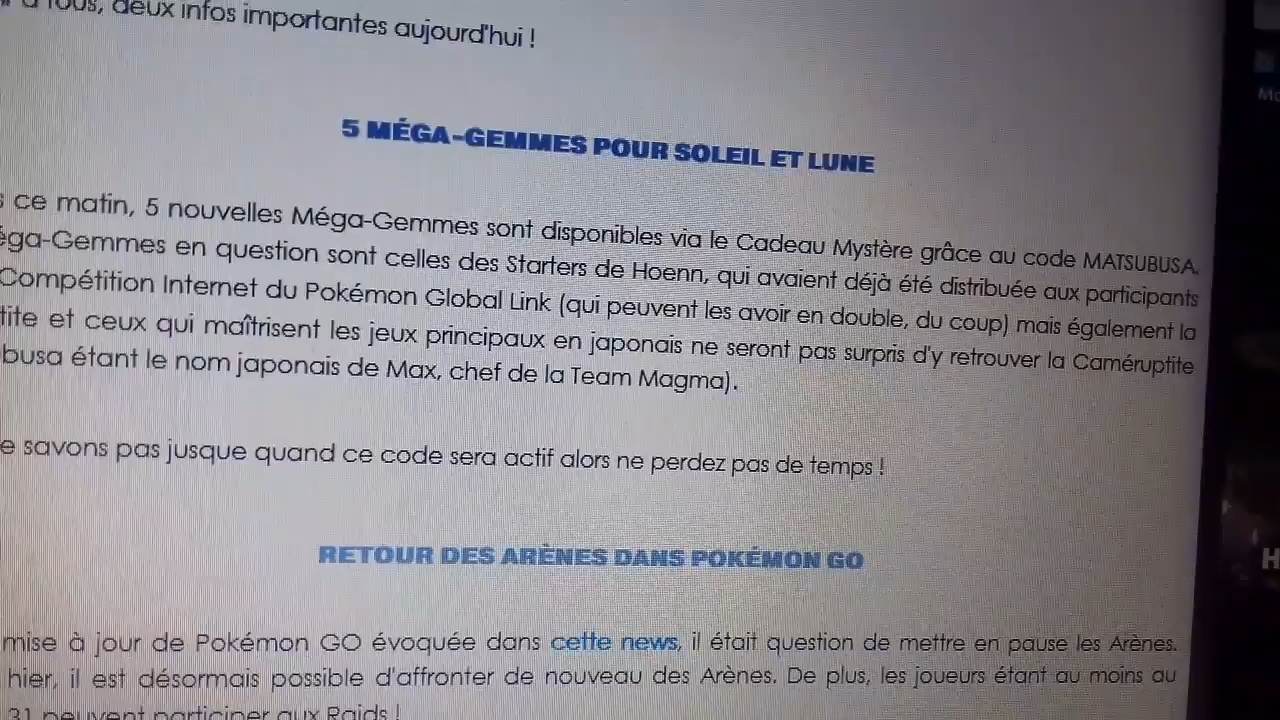 à tous, deux infos importantes aujourd'hui !
5 MÉGA-GEMMES POUR SOLEIL ET LUNE
ce matin, 5 nouvelles Méga-Gemmes sont disponibles via le Cadeau Mystère grâce au code MATSUBUSA.
éga-Gemmes en question sont celles des Starters de Hoenn, qui avaient déjà été distribuée aux participants
Compétition Internet du Pokémon Global Link (qui peuvent les avoir en double, du coup) mais également la
tite et ceux qui maîtrisent les jeux principaux en japonais ne seront pas surpris d'y retrouver la Caméruptite
busa étant le nom japonais de Max, chef de la Team Magma).
e savons pas jusque quand ce code sera actif alors ne perdez pas de temps !
RETOUR DES ARÈNES DANS POKÉMON GO
mise à jour de Pokémon GO évoquée dans cette news, il était question de mettre en pause les Arènes.
hier, il est désormais possible d'affronter de nouveau des Arènes. De plus, les joueurs étant au moins au
31 peuvent participer aux Raids !